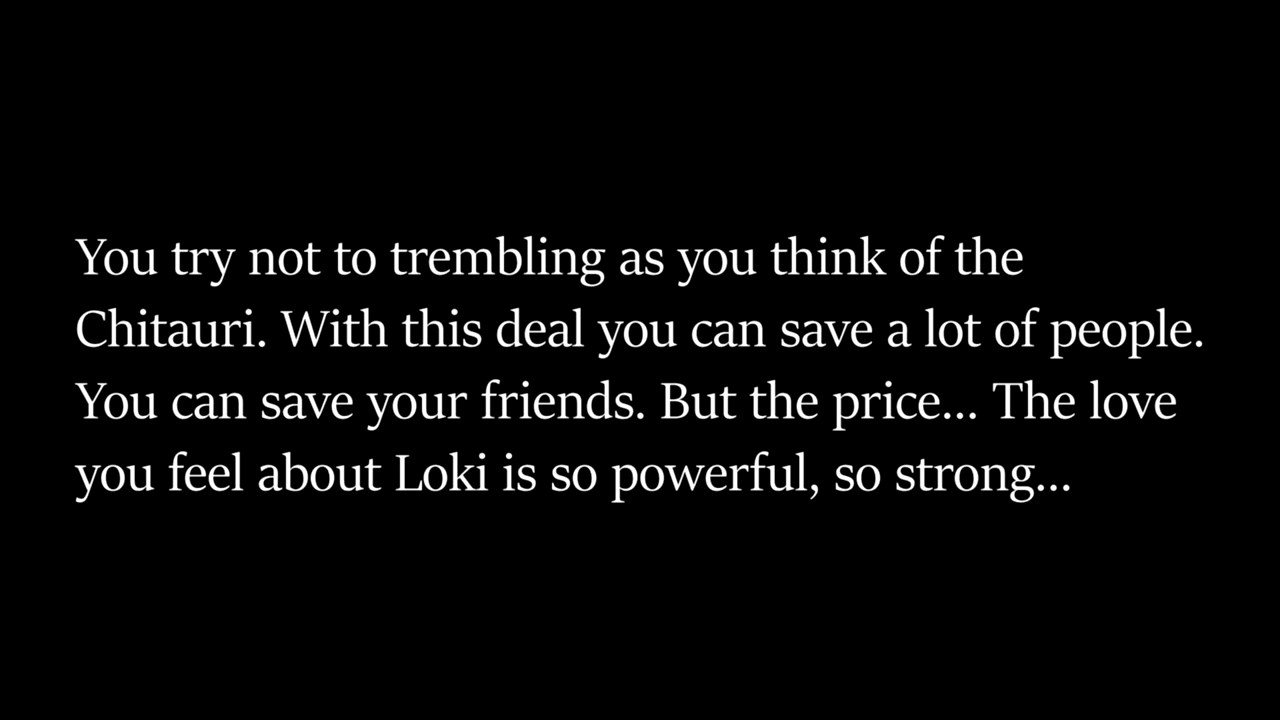 You try not to trembling as you think of the
Chitauri. With this deal you can save a lot of people.
You can save your friends. But the price... The love
you feel about Loki is so powerful, so strong...